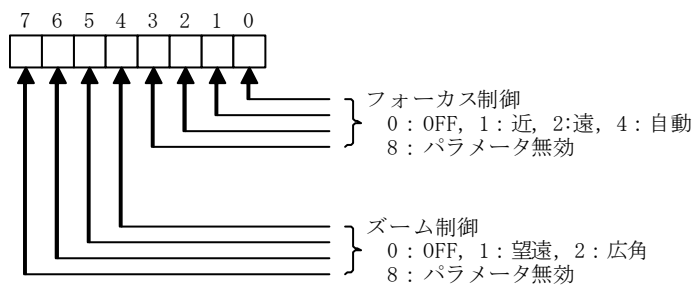 7 6 5 4 3 2 1 0
フォーカス制御
0：OFF, 1：近, 2:遠, 4：自動
8：パラメータ無効
ズーム制御
0：OFF, 1：望遠, 2：広角
8：パラメータ無効